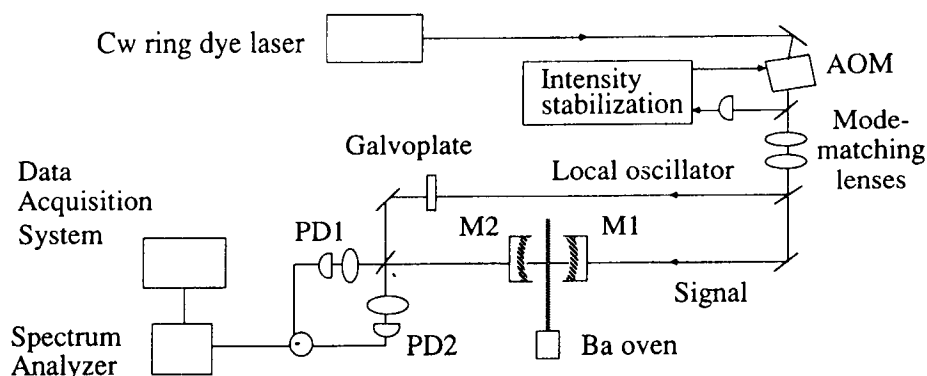 Cw ring dye laser
AOM
Intensity
stabilization
Mode-
matching
lenses
Galvoplate
Local oscillator
Data
Acquisition
System
PD1
M2
M1
Signal
PD2
Ba oven
Spectrum
Analyzer